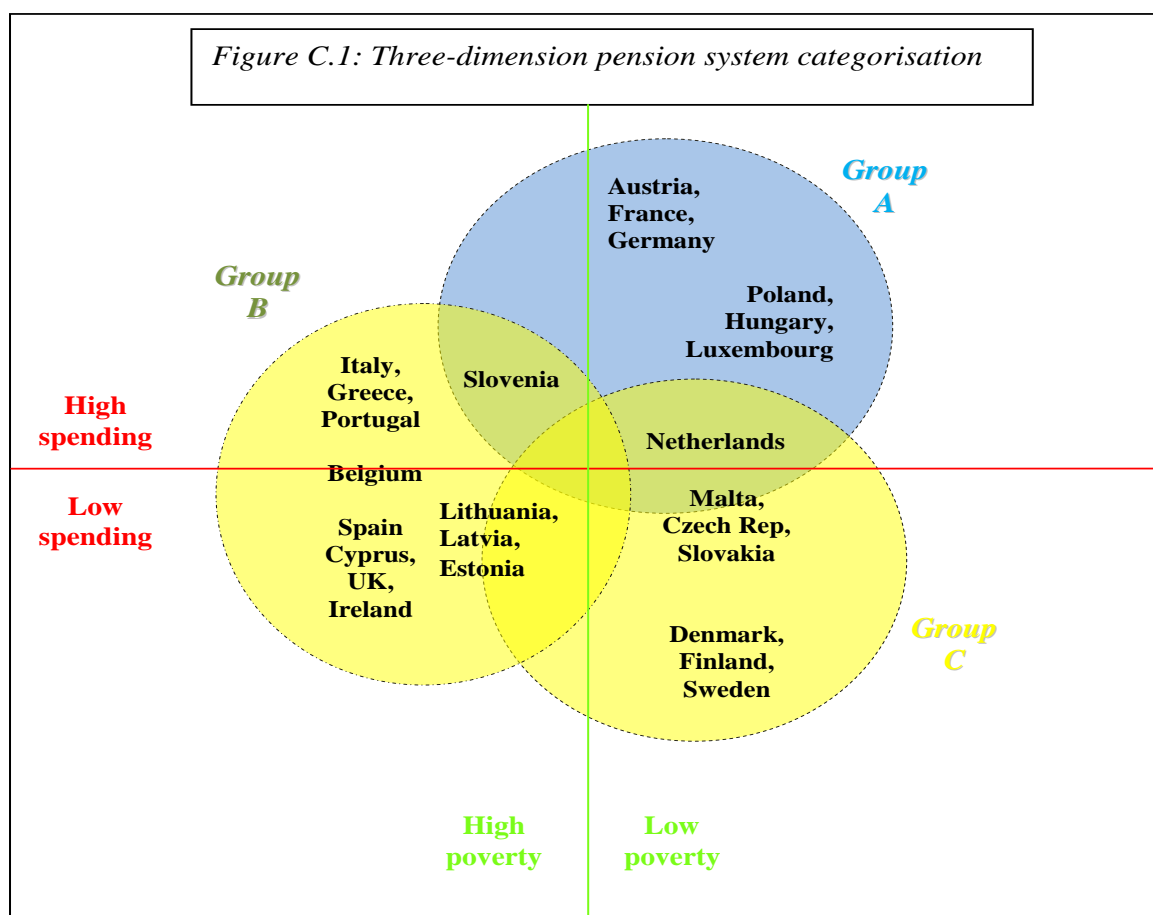 Figure C.1: Three-dimension pension system categorisation
Group
A
Austria,
France,
Germany
Poland,
Hungary,
Luxembourg
Group
B
Italy,
Greece,
Portugal
Slovenia
High
spending
Netherlands
Belgium
Low
spending
Spain
Cyprus,
UK,
Ireland
Lithuania,
Latvia,
Estonia
Malta,
Czech Rep,
Slovakia
Denmark,
Finland,
Sweden
Group
C
High
poverty
Low
poverty